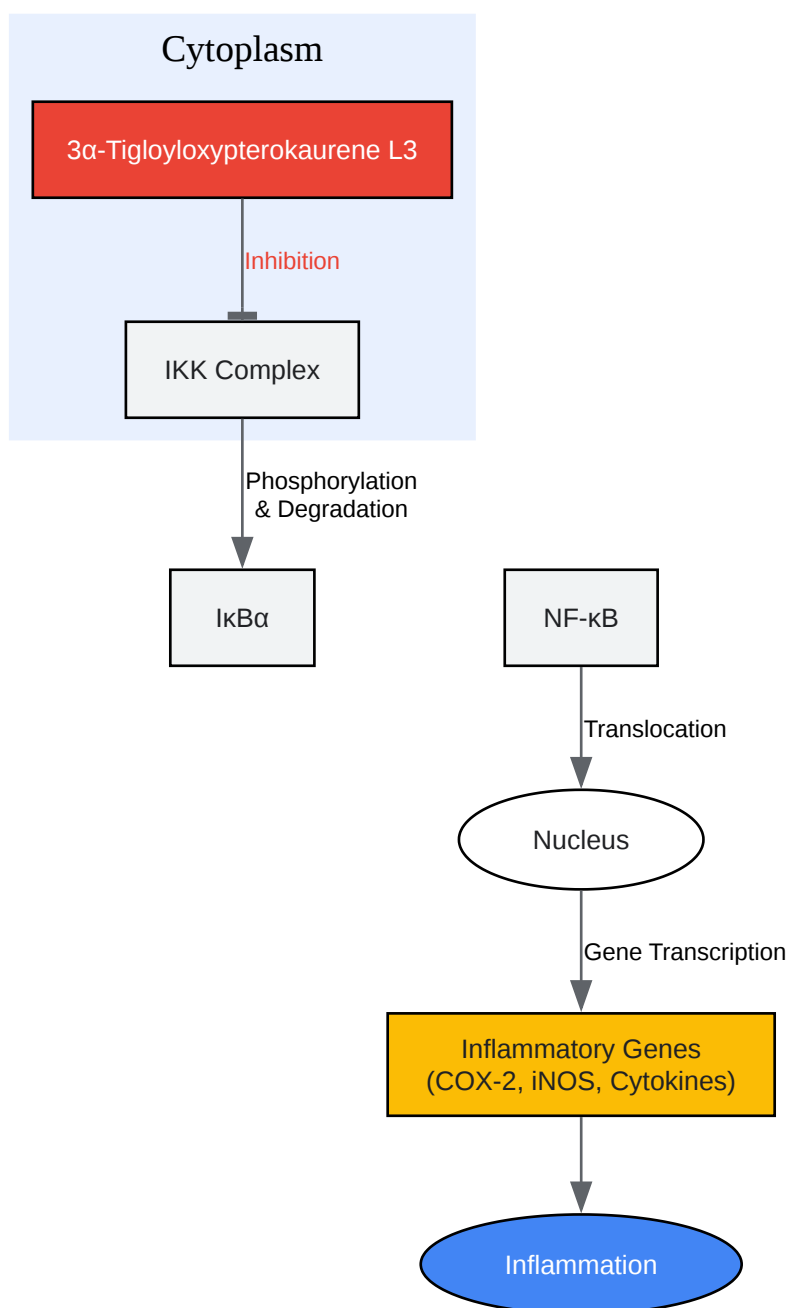 Cytoplasm
3α-Tigloyloxypterokaurene L3
Inhibition
IKK Complex
Phosphorylation
& Degradation
IκBα
NF-κB
Translocation
Nucleus
Gene Transcription
Inflammatory Genes
(COX-2, iNOS, Cytokines)
Inflammation